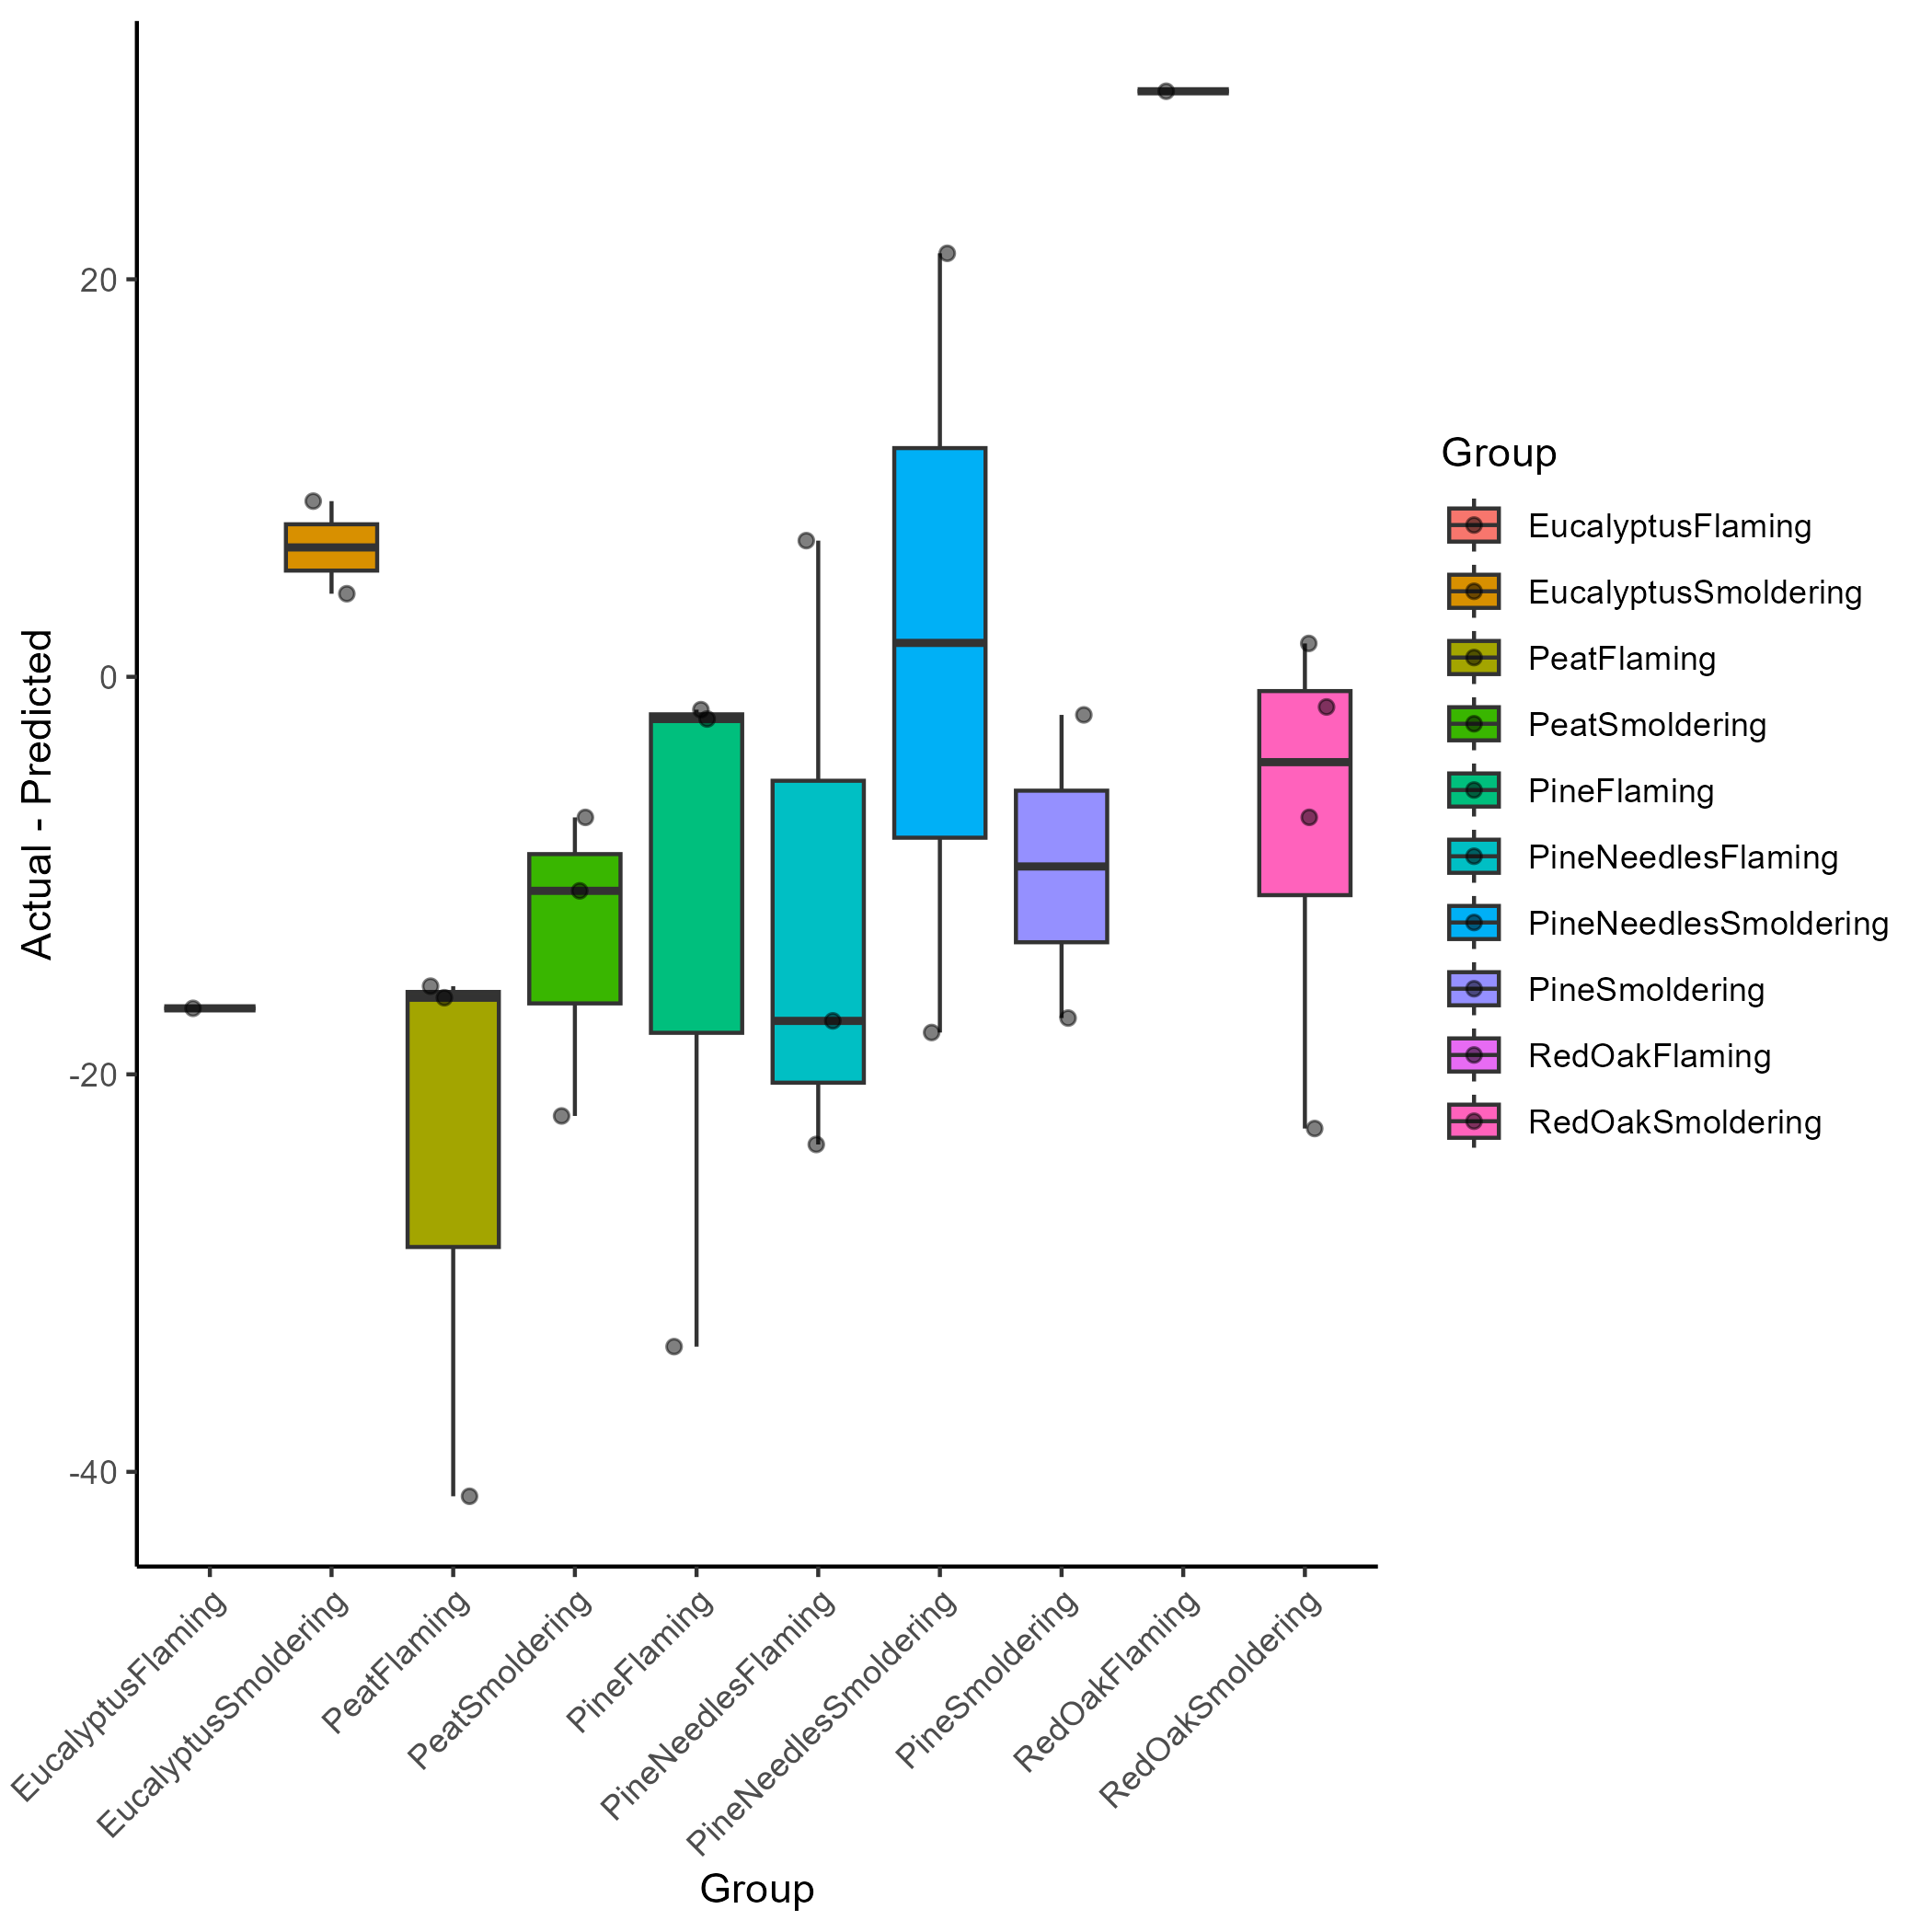 Actual - Predicted
20
0
-20
-40
EucalyptusFlaming
EucalyptusSmoldering
PeatFlaming
PeatSmoldering
PineFlaming
PineNeedlesFlaming
PineNeedlesSmoldering
PineSmoldering
RedOakFlaming
RedOakSmoldering
Group
Group
EucalyptusFlaming
EucalyptusSmoldering
PeatFlaming
PeatSmoldering
PineFlaming
PineNeedlesFlaming
PineNeedlesSmoldering
PineSmoldering
RedOakFlaming
RedOakSmoldering